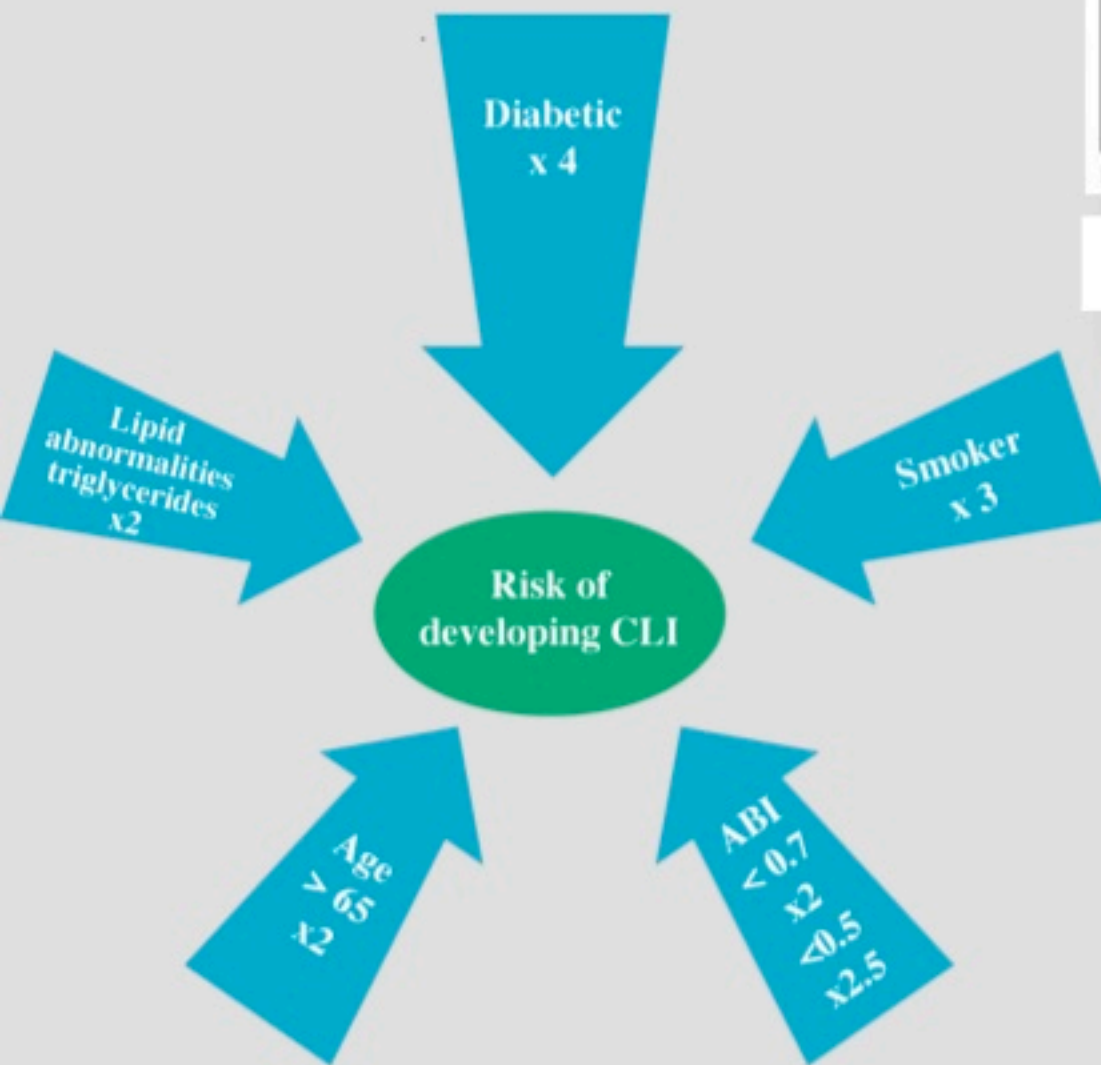 Diabetic
x 4
Lipid
abnormalities
triglycerides
x2
Smoker
x 3
Risk of
developing CLI
Age
> 65
x2
ABI
< 0.7
x2
<0.5
x2.5